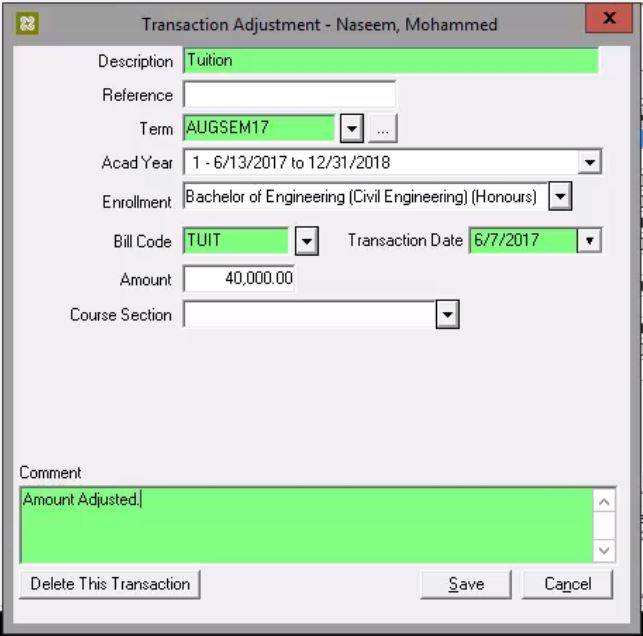 Transaction Adjustment - Naseem, Mohammed
x
Description Tuition
Reference
Term AUGSEM17 ...
Acad Year 1 - 6/13/2017 to 12/31/2018
Enrollment Bachelor of Engineering (Civil Engineering) (Honours)
Bill Code TUIT Transaction Date 6/7/2017
Amount 40,000.00
Course Section
Comment
Amount Adjusted.
Delete This Transaction Save Cancel